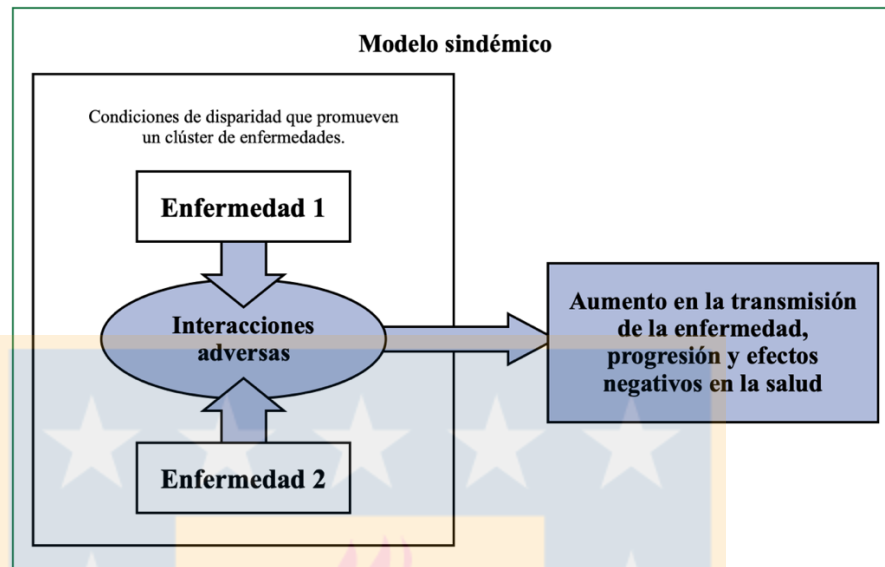 Modelo sindémico
Condiciones de disparidad que promueven
un clúster de enfermedades.
Enfermedad 1
Interacciones
adversas
Enfermedad 2
Aumento en la transmisión
de la enfermedad,
progresión y efectos
negativos en la salud